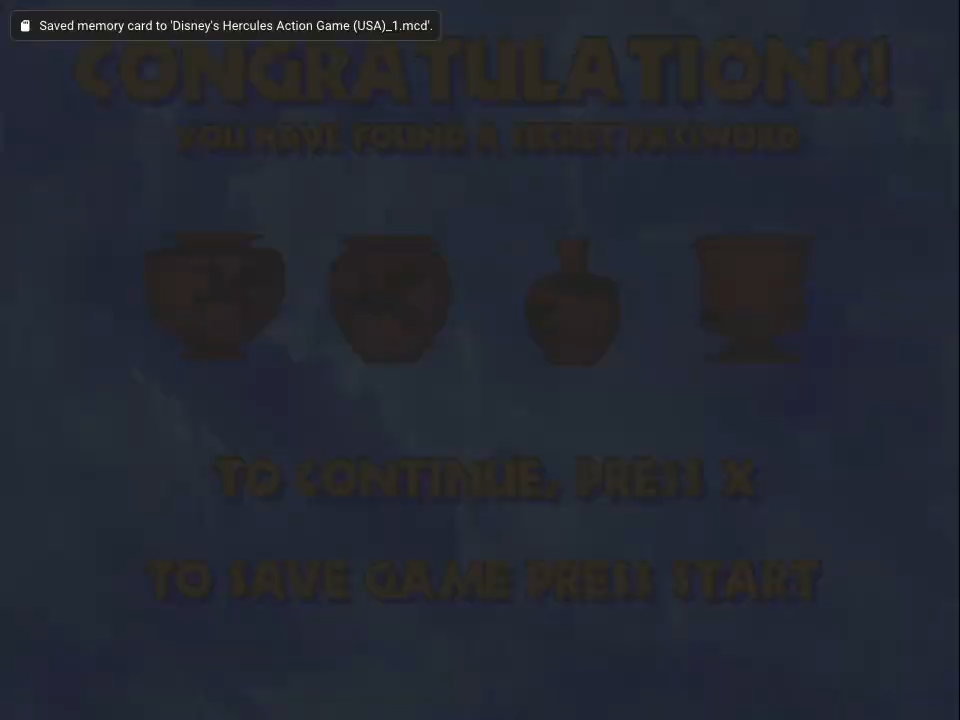 Saved memory card to 'Disney's Hercules Action Game (USA)_1.mcd'.
CONGRATULATIONS!
YOU HAVE FOUND A SECRET PASSWORD
TO CONTINUE, PRESS X
TO SAVE GAME PRESS START